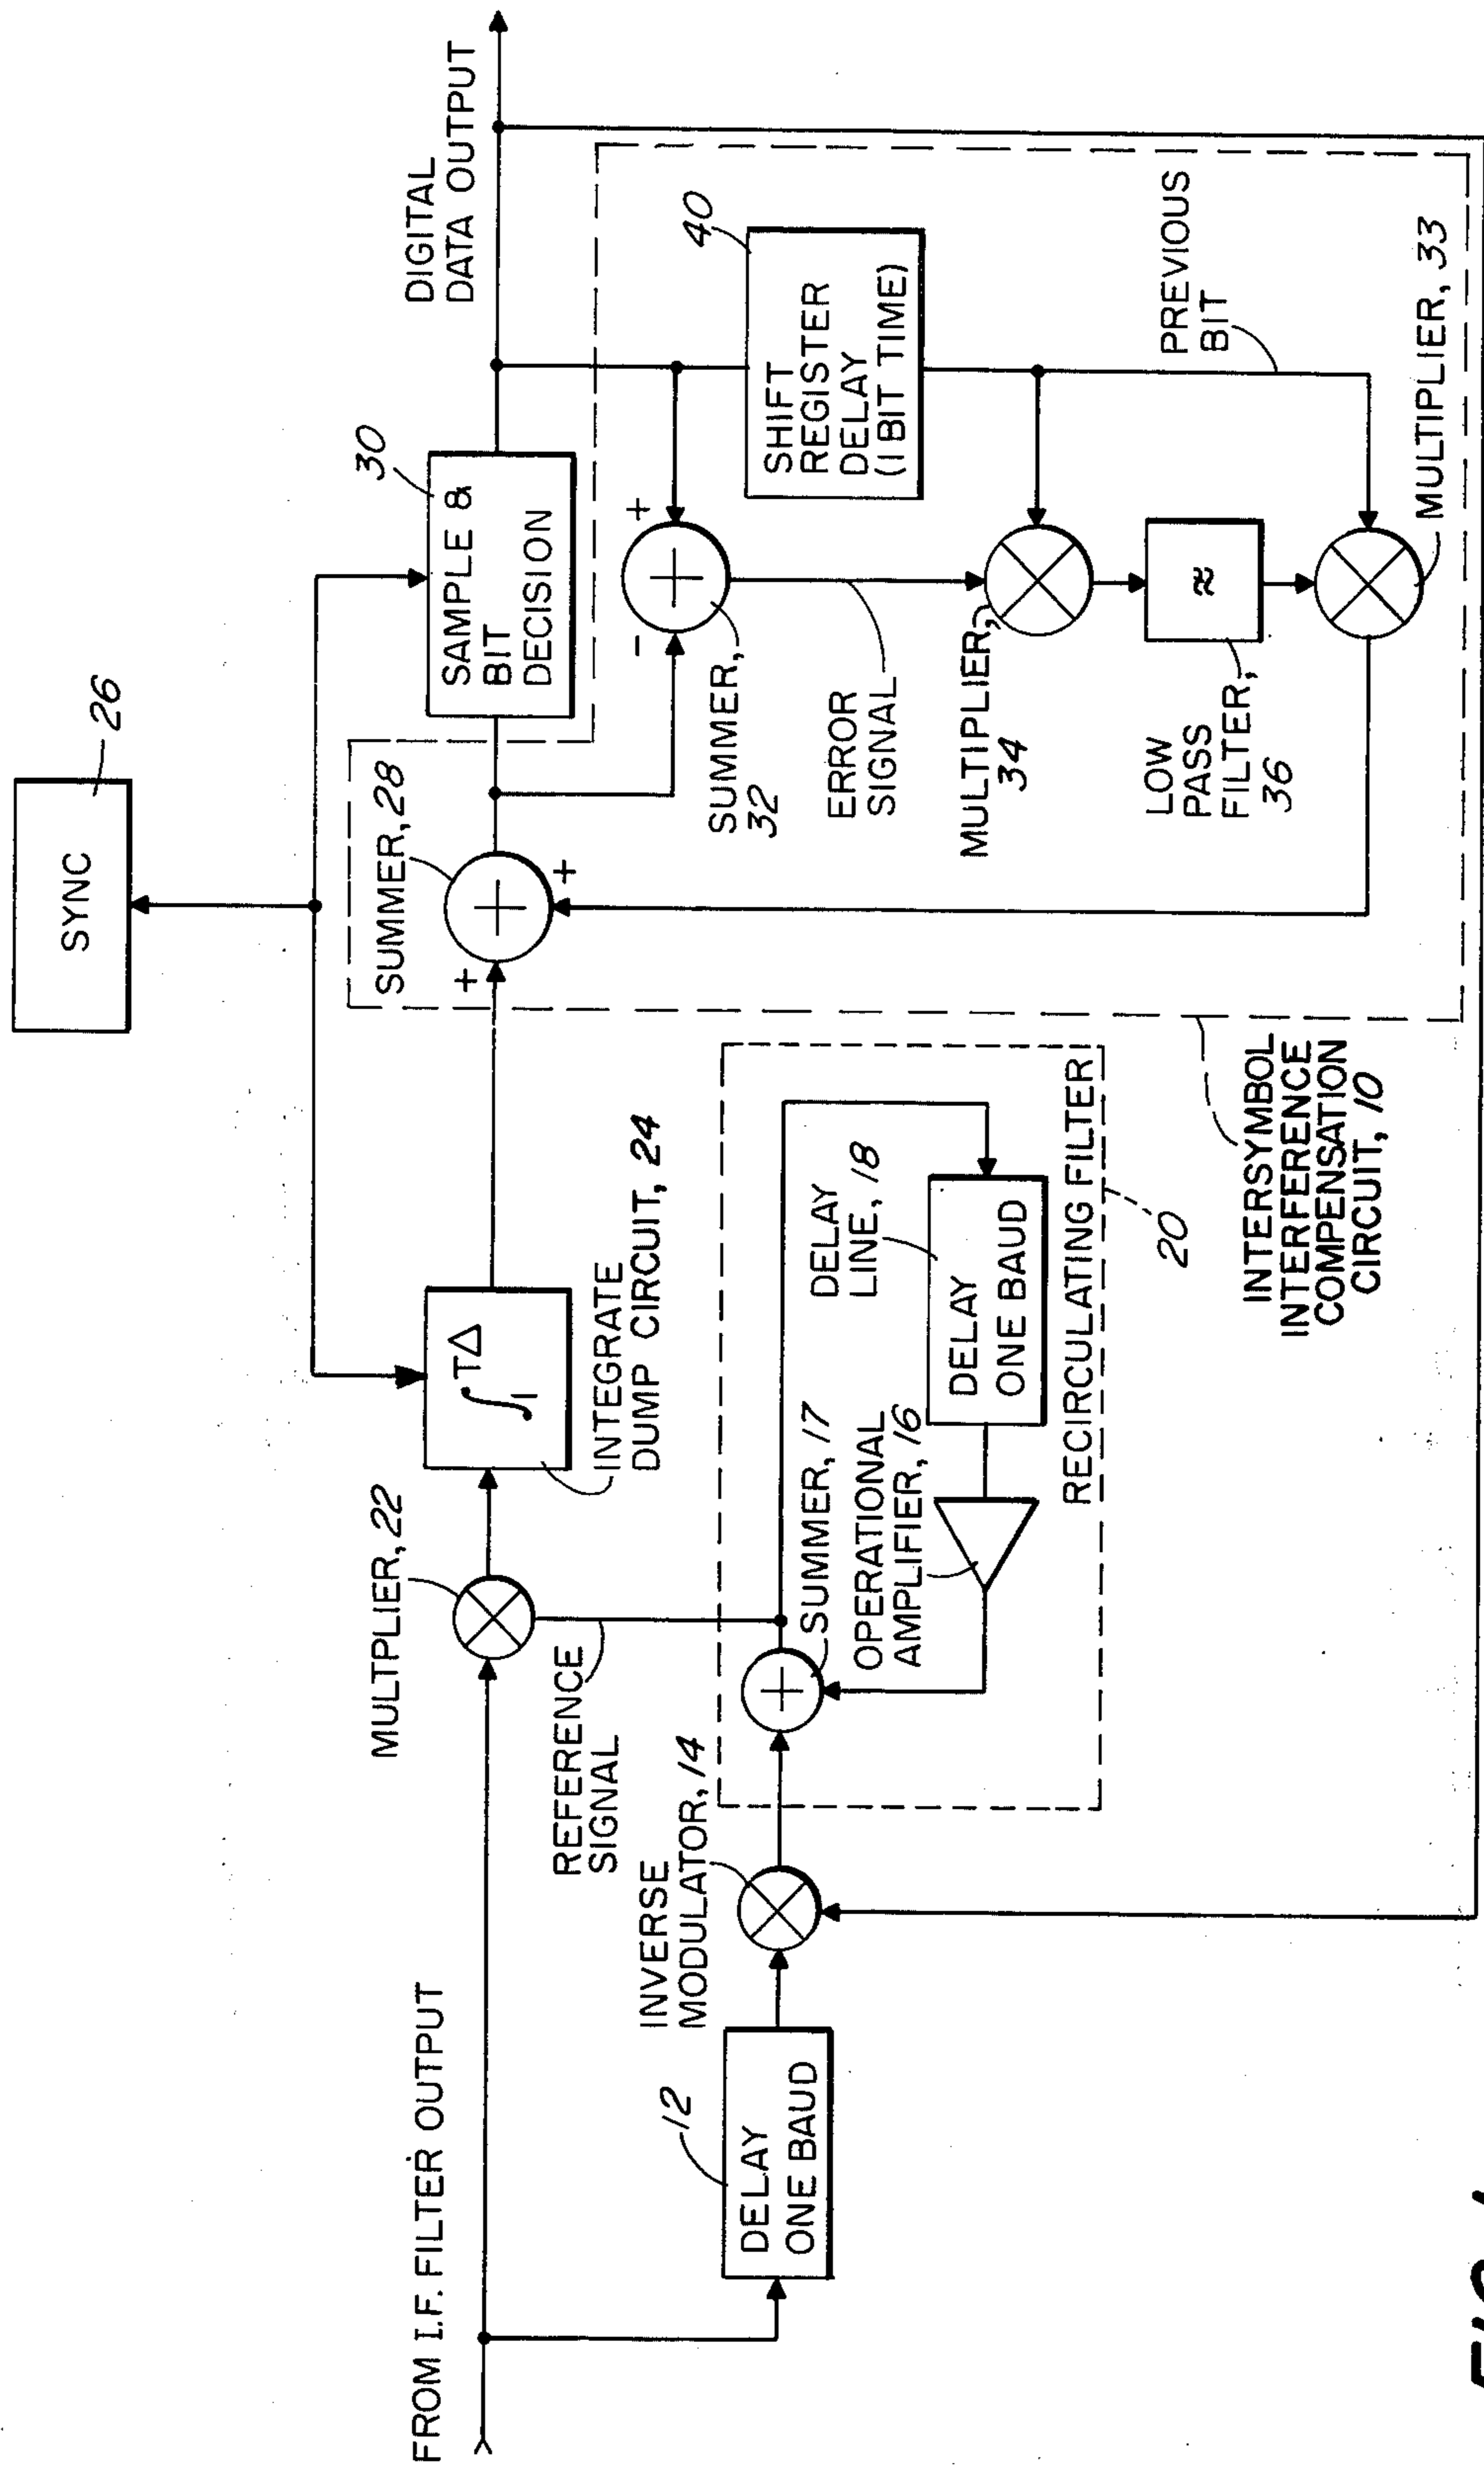 SYNC
26
DIGITAL
DATA OUTPUT
SUMMER, 28
30
SAMPLE &
BIT
DECISION
FROM I.F. FILTER OUTPUT
MULTPLIER, 22
∫₁ᵀΔ
INTEGRATE
DUMP CIRCUIT, 24
+
+
−
+
SUMMER,
32
40
SHIFT
REGISTER
DELAY
(1 BIT TIME)
REFERENCE
SIGNAL
ERROR
SIGNAL
INVERSE
MODULATOR, 14
12
DELAY
ONE BAUD
SUMMER, 17
OPERATIONAL
AMPLIFIER, 16
DELAY
LINE, 18
DELAY
ONE BAUD
RECIRCULATING FILTER
20
MULTIPLIER,
34
PREVIOUS
BIT
LOW
PASS
FILTER,
36
≈
MULTIPLIER, 33
INTERSYMBOL
INTERFERENCE
COMPENSATION
CIRCUIT, 10